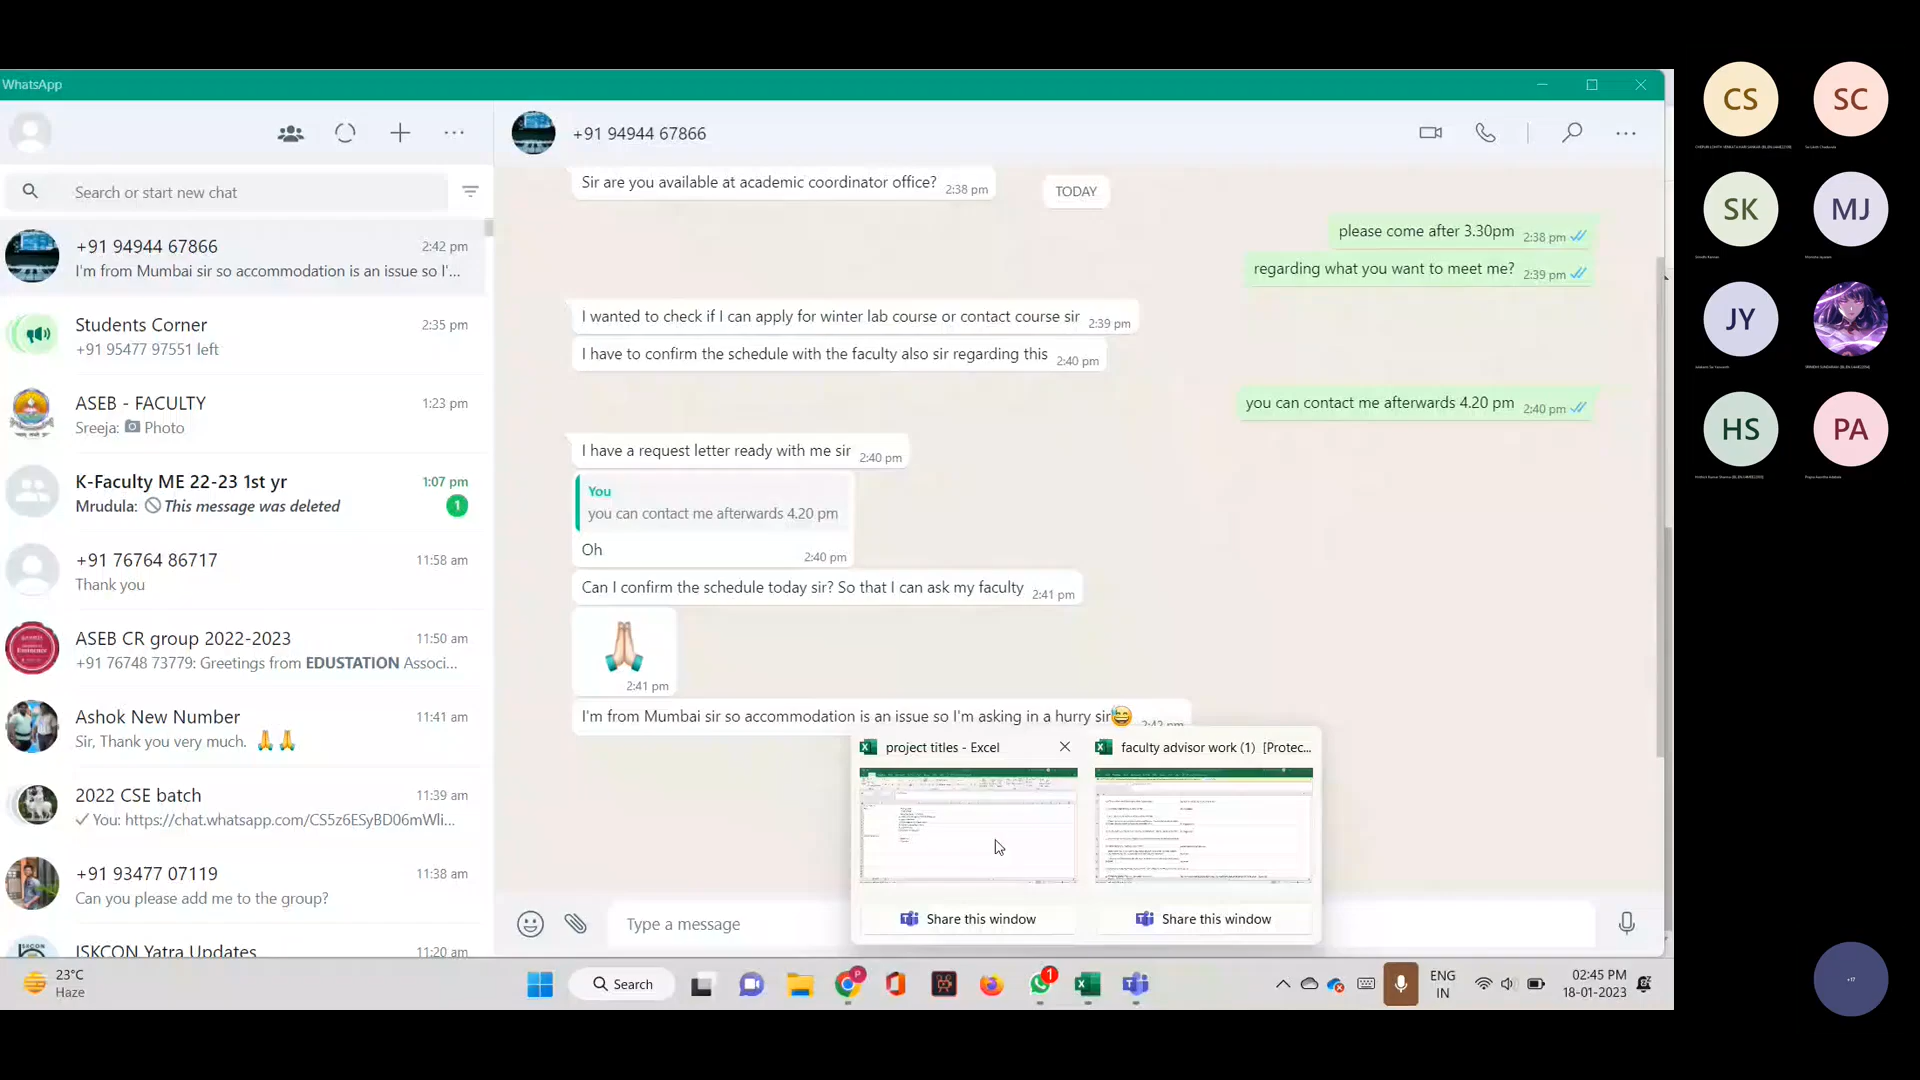 WhatsApp
Search or start new chat
+91 94944 67866
2:42 pm
I'm from Mumbai sir so accommodation is an issue so I'...
Students Corner
2:35 pm
+91 95477 97551 left
ASEB - FACULTY
1:23 pm
Sreeja: Photo
K-Faculty ME 22-23 1st yr
1:07 pm
Mrudula: This message was deleted
1
+91 76764 86717
11:58 am
Thank you
ASEB CR group 2022-2023
11:50 am
+91 76748 73779: Greetings from EDUSTATION Associ...
Ashok New Number
11:41 am
Sir, Thank you very much. 🙏🙏
2022 CSE batch
11:39 am
You: https://chat.whatsapp.com/CS5z6ESyBD06mWli...
+91 93477 07119
11:38 am
Can you please add me to the group?
ISKCON Yatra Updates
11:20 am
+91 94944 67866
Sir are you available at academic coordinator office? 2:38 pm
TODAY
please come after 3.30pm 2:38 pm
regarding what you want to meet me? 2:39 pm
I wanted to check if I can apply for winter lab course or contact course sir 2:39 pm
I have to confirm the schedule with the faculty also sir regarding this 2:40 pm
you can contact me afterwards 4.20 pm 2:40 pm
I have a request letter ready with me sir 2:40 pm
You
you can contact me afterwards 4.20 pm
Oh
2:40 pm
Can I confirm the schedule today sir? So that I can ask my faculty 2:41 pm
🙏
2:41 pm
I'm from Mumbai sir so accommodation is an issue so I'm asking in a hurry sir😅 2:42 pm
project titles - Excel
faculty advisor work (1) [Protec...
Share this window
Share this window
Type a message
23°C
Haze
Search
P
1
ENG
IN
02:45 PM
18-01-2023
CS
SC
SK
MJ
JY
HS
PA
+17